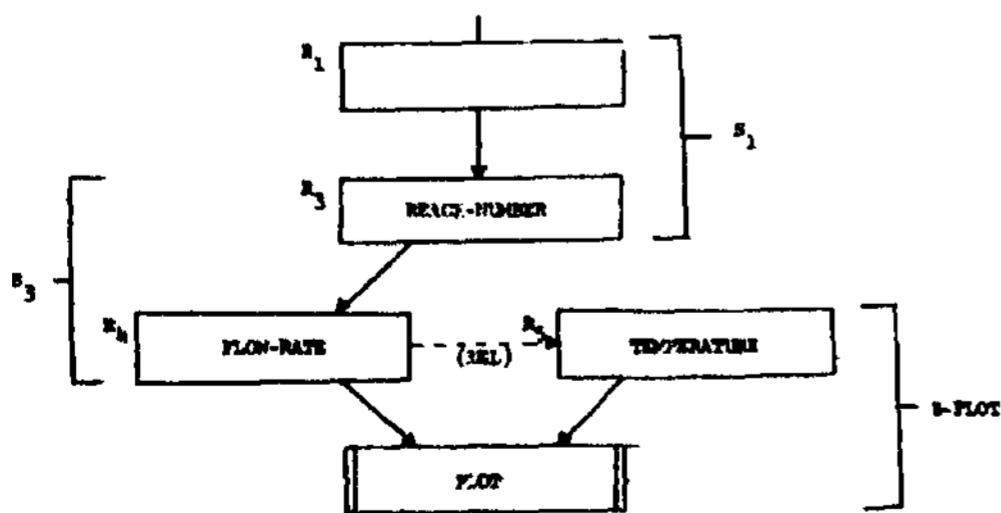 R1
S1
R3
REACH-NUMBER
S3
R4
FLOW-RATE
(REL)
R5
TEMPERATURE
S-PLOT
PLOT